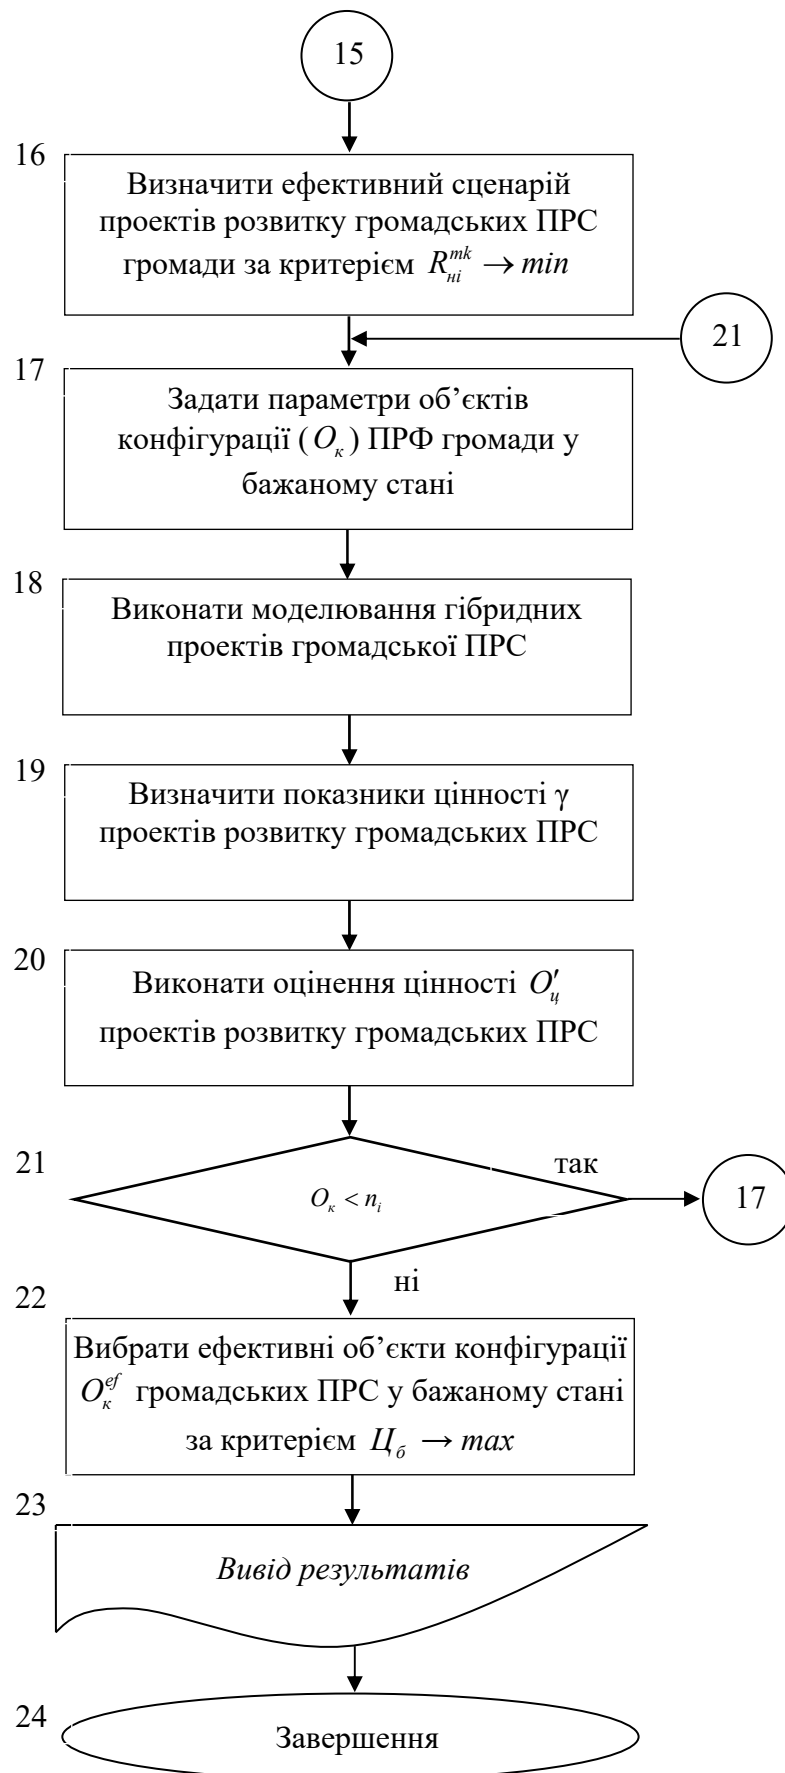 15
16
Визначити ефективний сценарій
проектів розвитку громадських ПРС
громади за критерієм R_{ні}^{mk} → min
21
17
Задати параметри об’єктів
конфігурації (O_к) ПРФ громади у
бажаному стані
18
Виконати моделювання гібридних
проектів громадської ПРС
19
Визначити показники цінності γ
проектів розвитку громадських ПРС
20
Виконати оцінення цінності O′_ц
проектів розвитку громадських ПРС
21
так
O_к < n_i
17
ні
22
Вибрати ефективні об’єкти конфігурації
O_к^{ef} громадських ПРС у бажаному стані
за критерієм Ц_б → max
23
Вивід результатів
24
Завершення